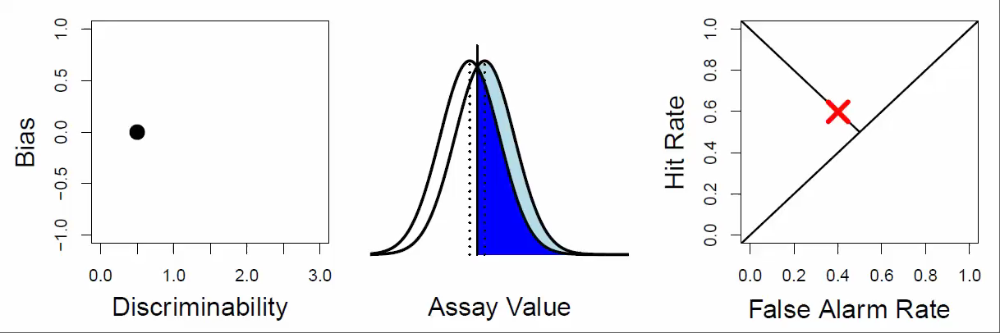 Bias
1.0
0.5
0.0
−0.5
−1.0
0.0 1.0 2.0 3.0
Discriminability
Assay Value
Hit Rate
1.0
0.8
0.6
0.4
0.2
0.0
0.0 0.2 0.4 0.6 0.8 1.0
False Alarm Rate